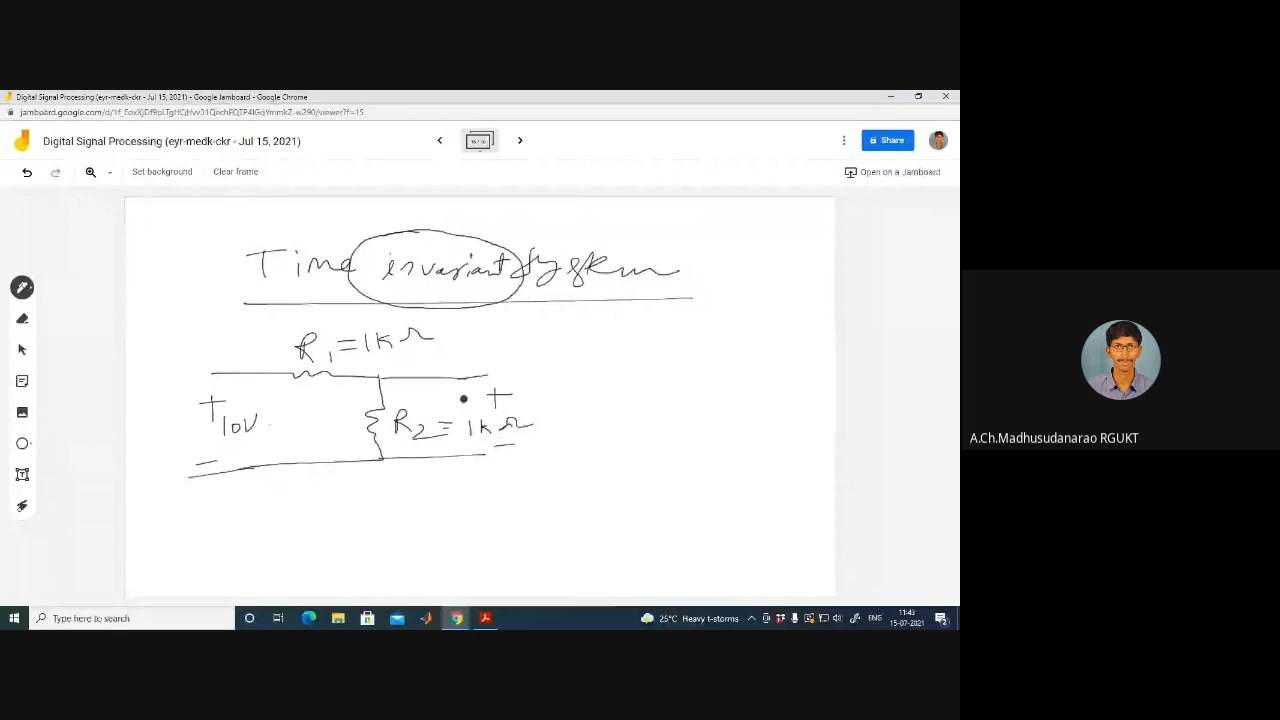 Digital Signal Processing (eyr-medk-ckr - Jul 15, 2021) - Google Jamboard - Google Chrome
Digital Signal Processing (eyr-medk-ckr - Jul 15, 2021)
Share
Set background
Clear frame
Open on a Jamboard
Time invariant System
R1 = 1K Ω
+ 10V +
R2 = 1K Ω
-
A.Ch.Madhusudanarao RGUKT
Type here to search
25°C Heavy t-storms
ENG
11:43
15-07-2021